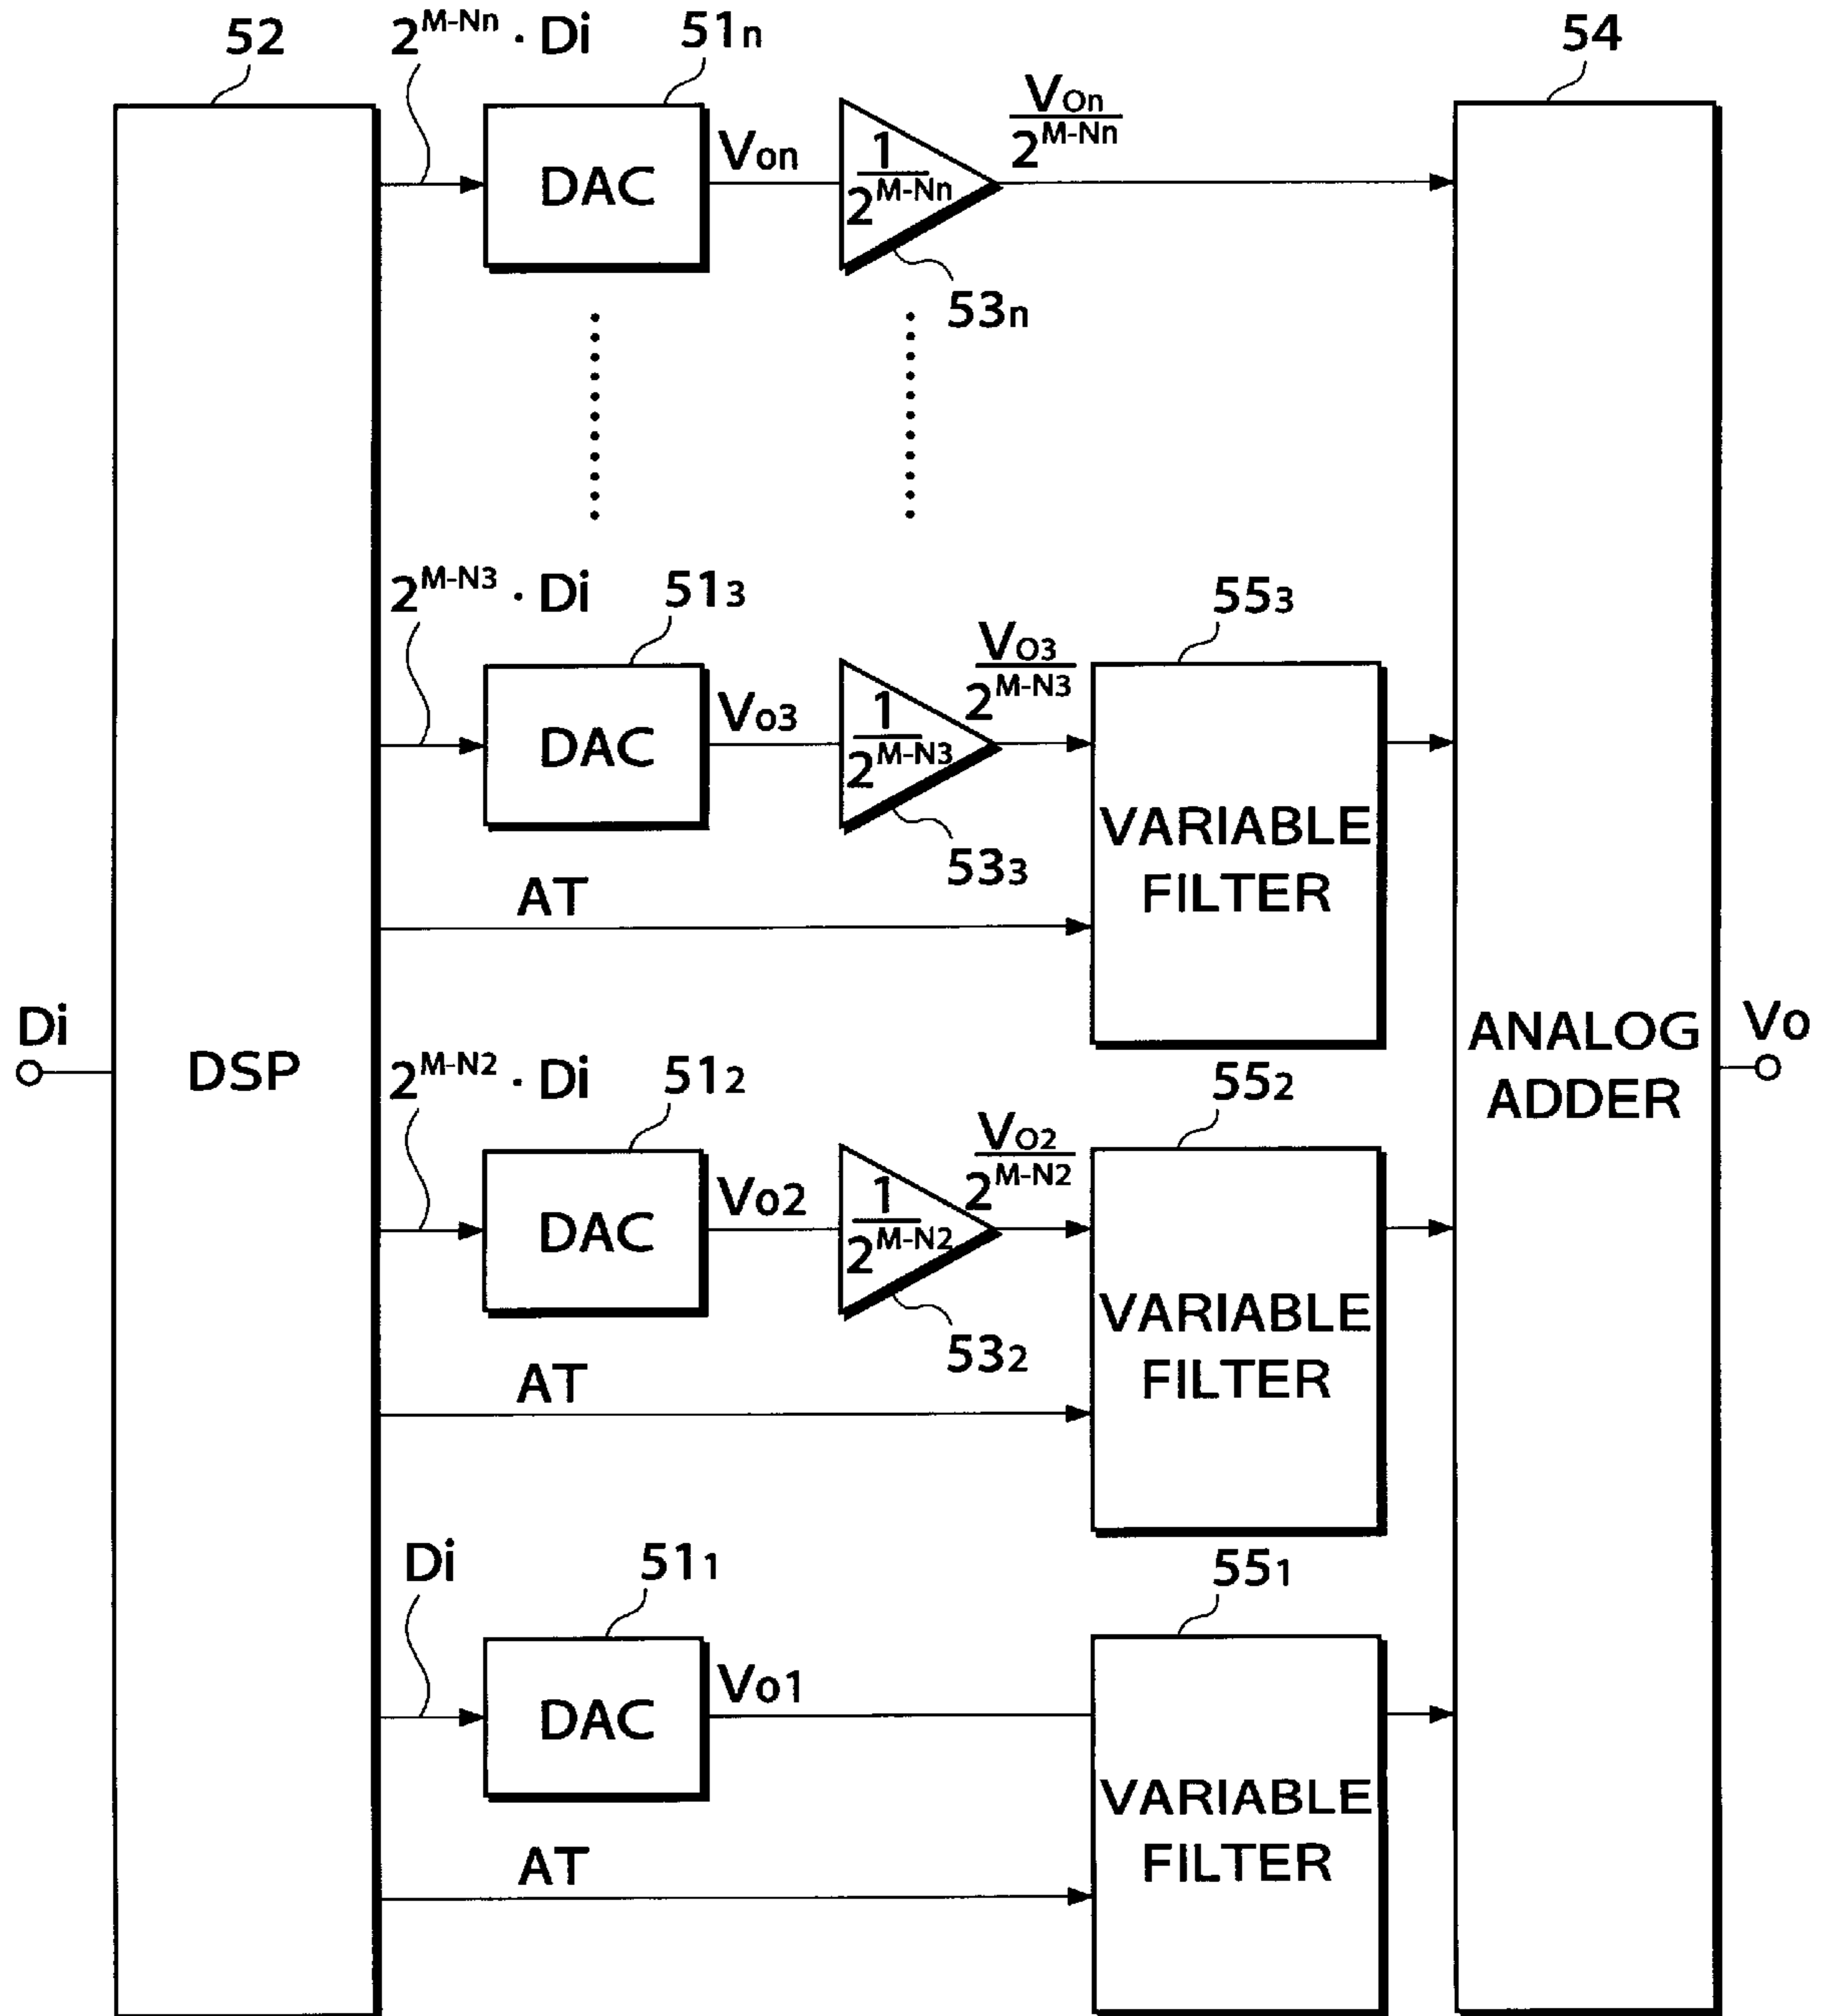 52
2^{M-Nn} · Di
51n
54
Von
1
2^{M-Nn}
VOn
2^{M-Nn}
DAC
53n
2^{M-N3} · Di
513
553
Vo3
1
2^{M-N3}
VO3
2^{M-N3}
DAC
VARIABLE
FILTER
533
AT
Di
DSP
ANALOG
ADDER
Vo
2^{M-N2} · Di
512
552
Vo2
1
2^{M-N2}
VO2
2^{M-N2}
DAC
VARIABLE
FILTER
532
AT
Di
511
551
Vo1
DAC
VARIABLE
FILTER
AT